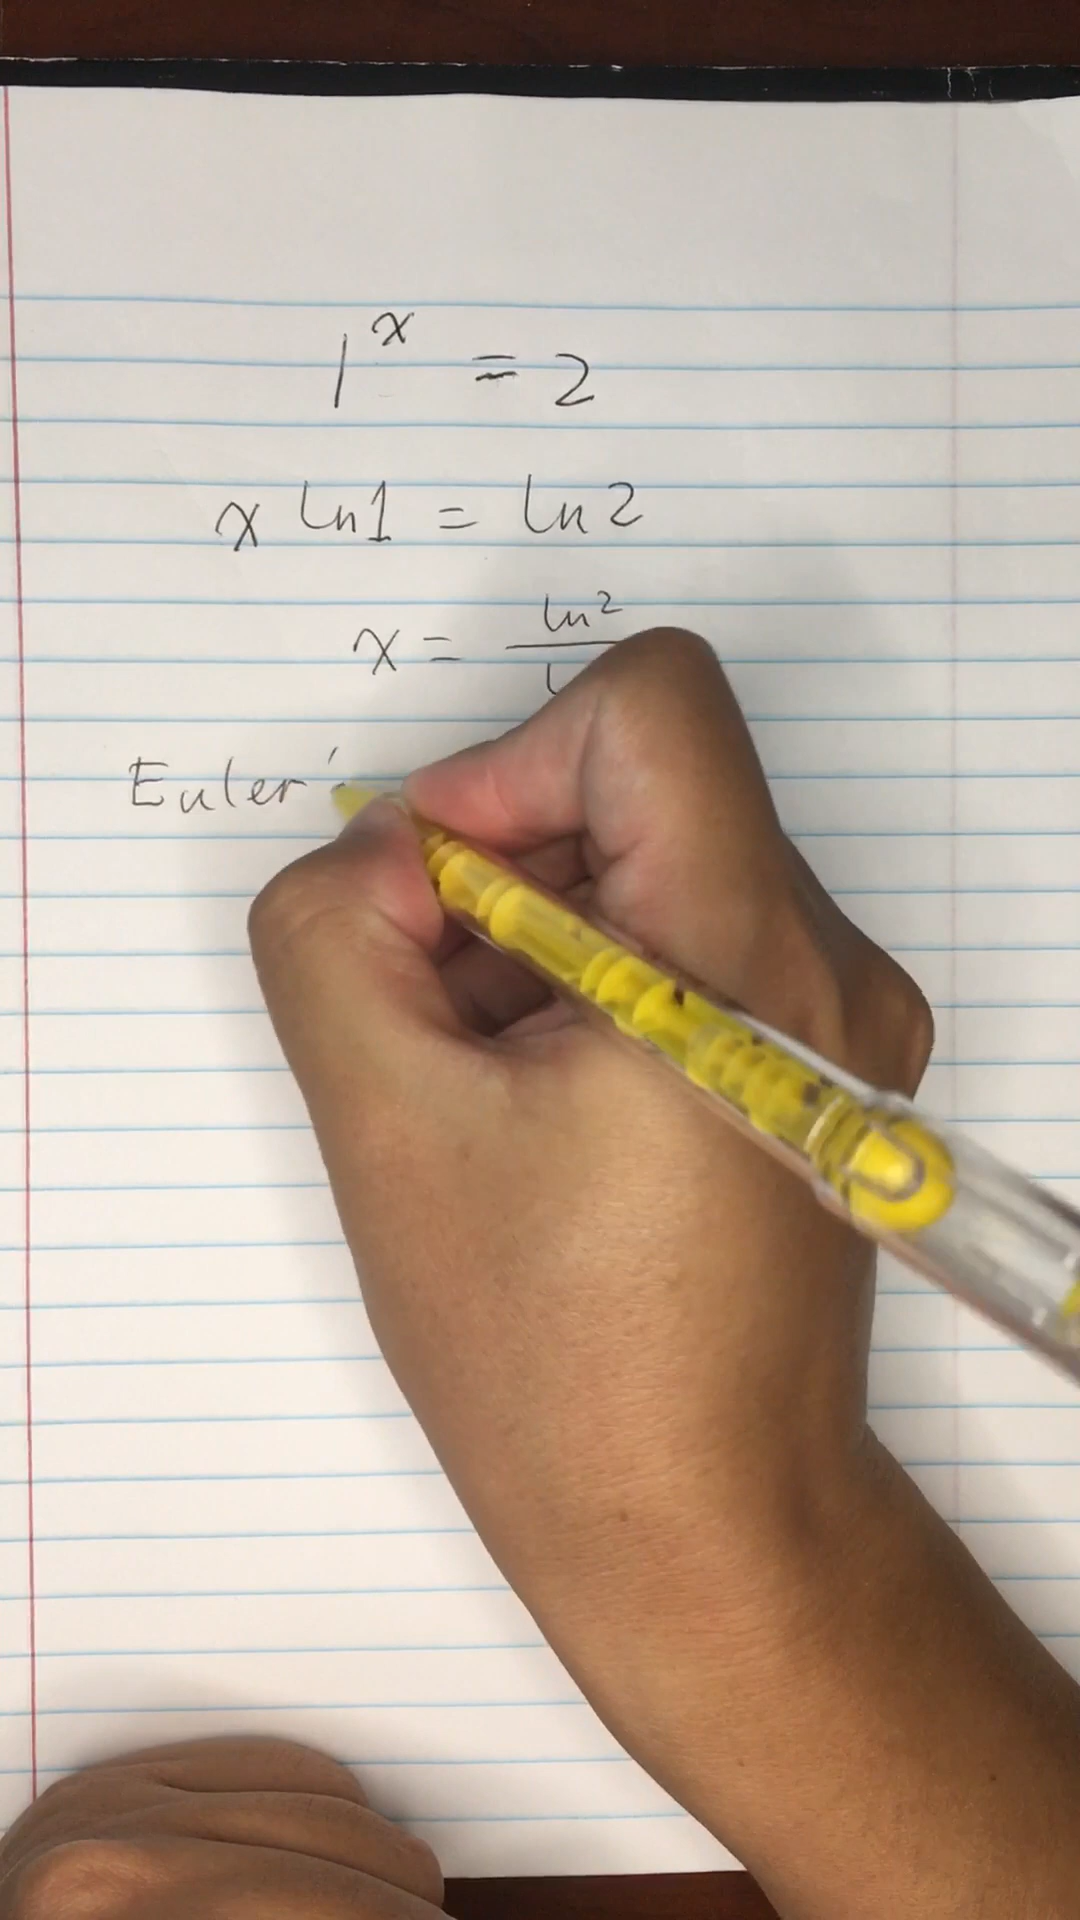 1^x = 2
x ln1 = ln2
x = ln2
Euler'